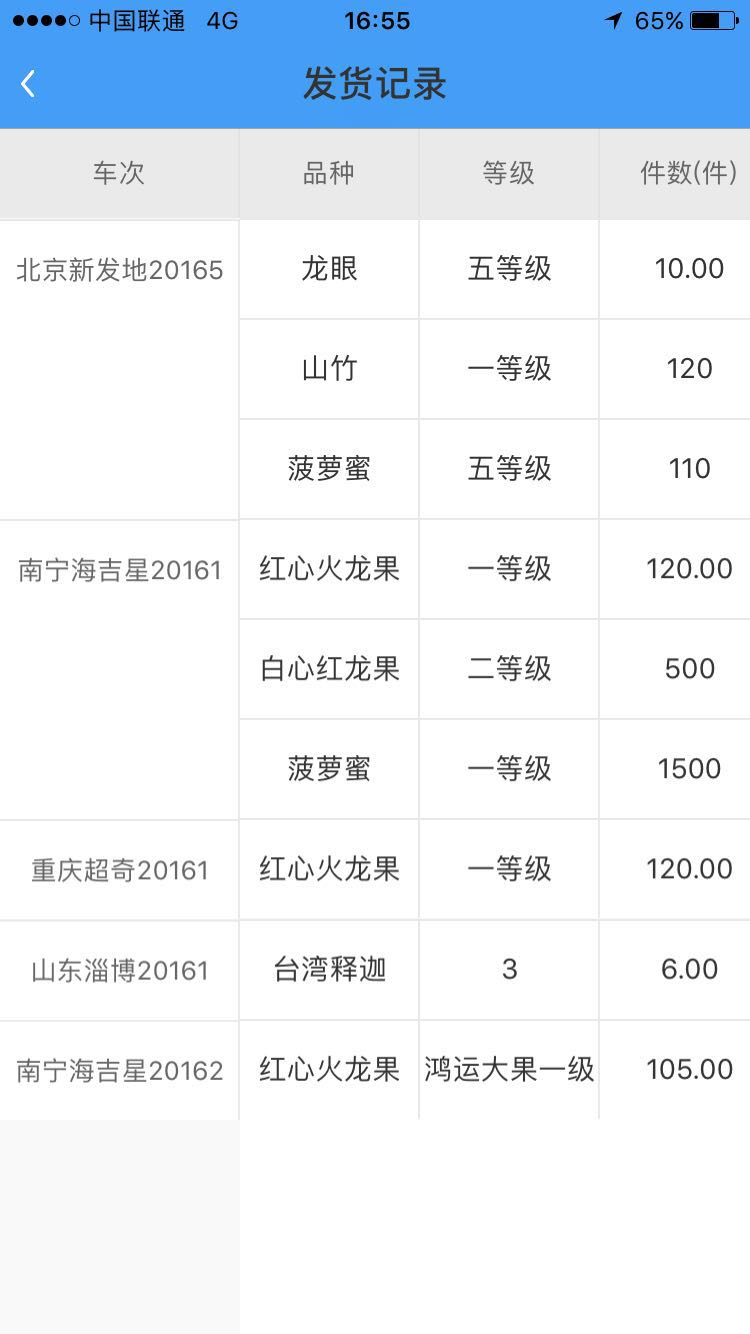 中国联通 4G 16:55 65%
发货记录
车次 品种 等级 件数(件)
北京新发地20165 龙眼 五等级 10.00
山竹 一等级 120
菠萝蜜 五等级 110
南宁海吉星20161 红心火龙果 一等级 120.00
白心红龙果 二等级 500
菠萝蜜 一等级 1500
重庆超奇20161 红心火龙果 一等级 120.00
山东淄博20161 台湾释迦 3 6.00
南宁海吉星20162 红心火龙果 鸿运大果一级 105.00